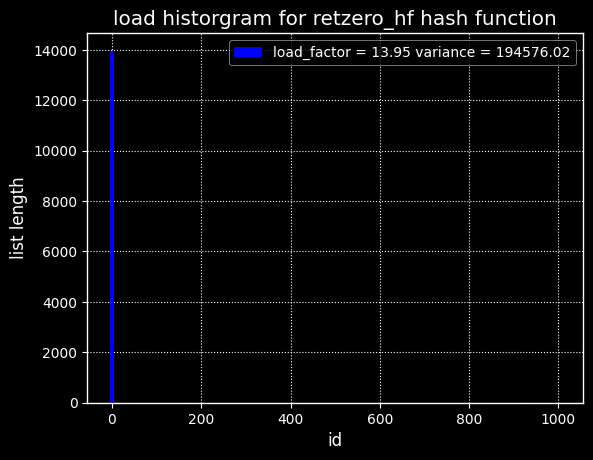 load historgram for retzero_hf hash function
load_factor = 13.95 variance = 194576.02
14000
12000
10000
8000
6000
4000
2000
0
list length
0 200 400 600 800 1000
id